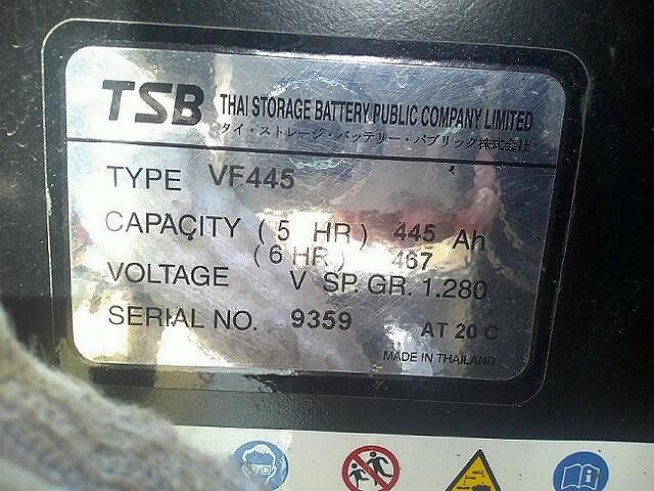 TSB THAI STORAGE BATTERY PUBLIC COMPANY LIMITED
タイ・ストレージ・バッテリー・パブリック株式会社
TYPE VF445
CAPACITY ( 5 HR ) 445 Ah
( 6 HR ) 467
VOLTAGE V SP. GR. 1.280
SERIAL NO. 9359 AT 20 C
MADE IN THAILAND